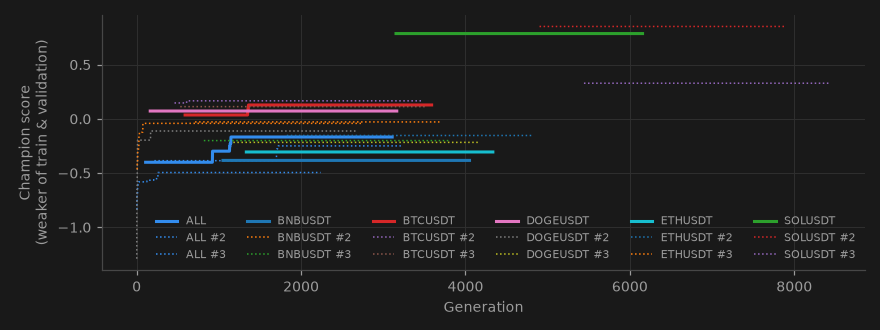 Champion score
(weaker of train & validation)
0.5
0.0
−0.5
−1.0
ALL BNBUSDT BTCUSDT DOGEUSDT ETHUSDT SOLUSDT
ALL #2 BNBUSDT #2 BTCUSDT #2 DOGEUSDT #2 ETHUSDT #2 SOLUSDT #2
ALL #3 BNBUSDT #3 BTCUSDT #3 DOGEUSDT #3 ETHUSDT #3 SOLUSDT #3
0 2000 4000 6000 8000
Generation